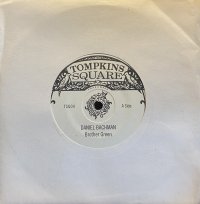 TOMPKINS
SQUARE
A Side
DANIEL BACHMAN
Brother Green